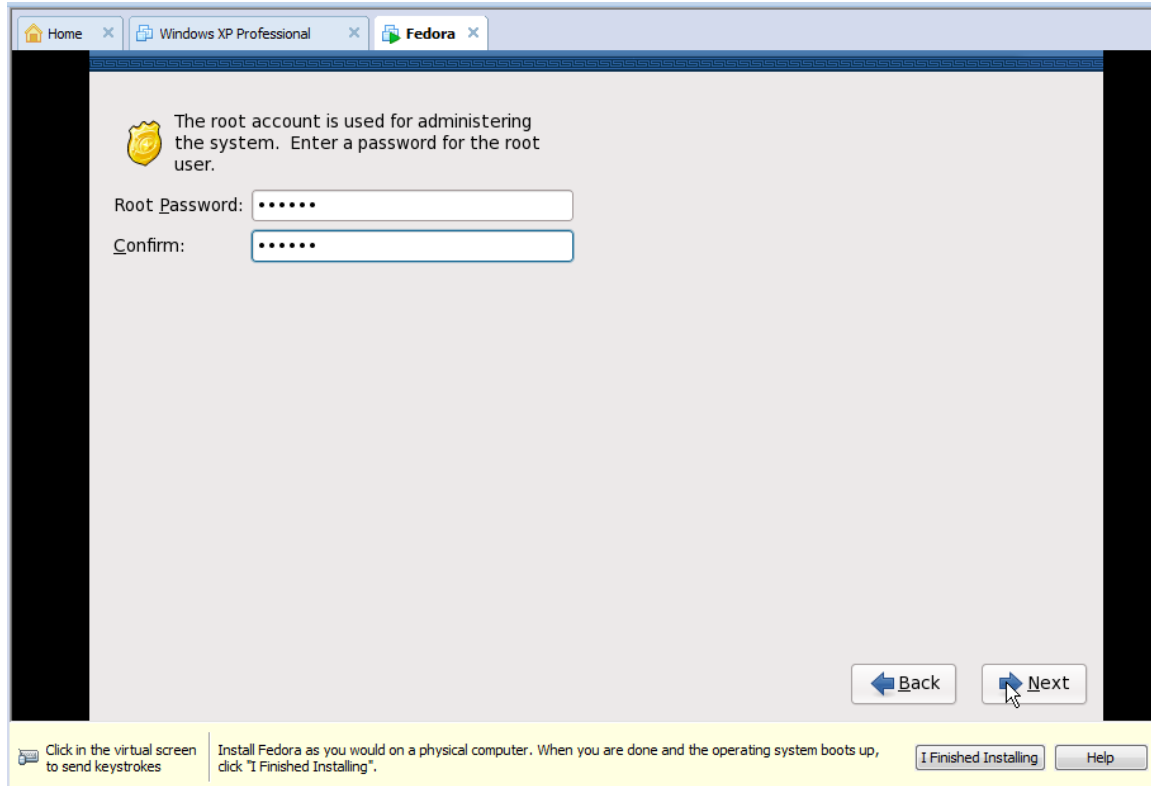 Home
Windows XP Professional
Fedora
The root account is used for administering
the system.  Enter a password for the root
user.
Root Password: ••••••
Confirm: ••••••
Back
Next
Click in the virtual screen
to send keystrokes
Install Fedora as you would on a physical computer. When you are done and the operating system boots up,
click "I Finished Installing".
I Finished Installing
Help